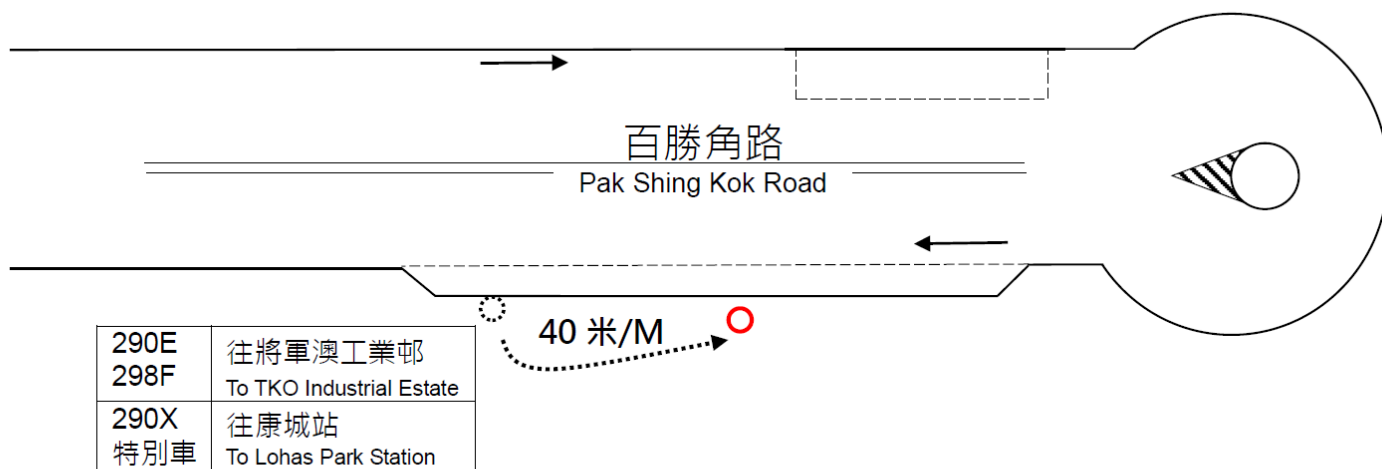 百勝角路
Pak Shing Kok Road
40 米/M
290E
298F
往將軍澳工業邨
To TKO Industrial Estate
290X
特別車
往康城站
To Lohas Park Station